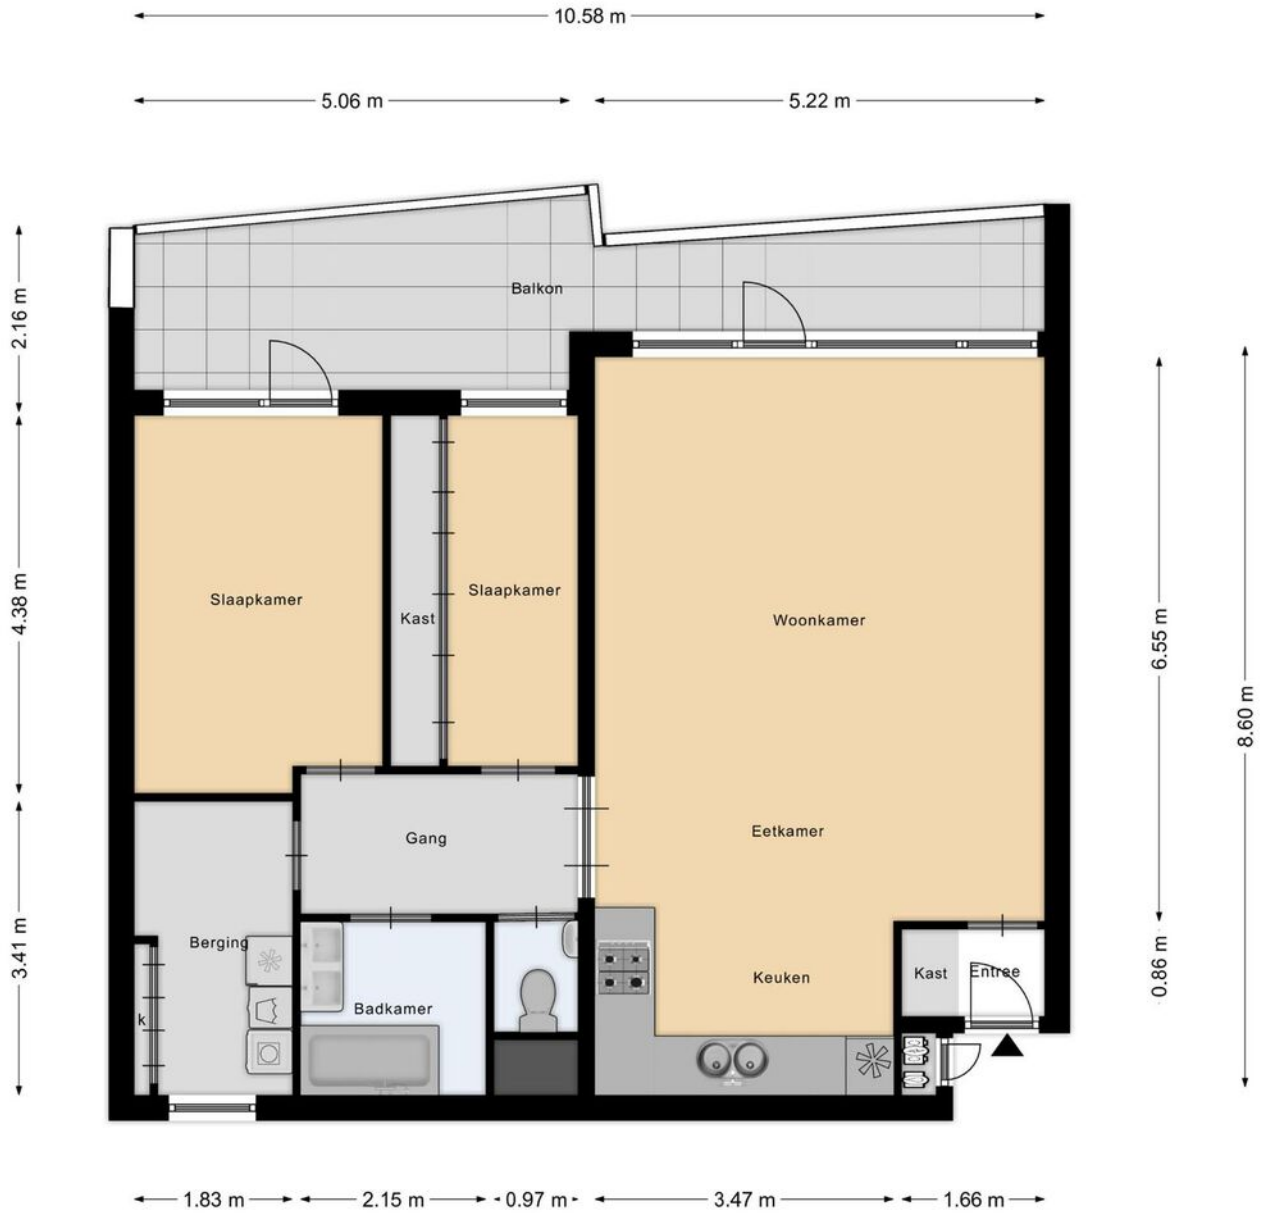 10.58 m
5.06 m
5.22 m
2.16 m
Balkon
4.38 m
Slaapkamer
Kast
Slaapkamer
Woonkamer
6.55 m
8.60 m
Gang
Eetkamer
3.41 m
Berging
k
Badkamer
Keuken
Kast
Entree
0.86 m
1.83 m
2.15 m
0.97 m
3.47 m
1.66 m